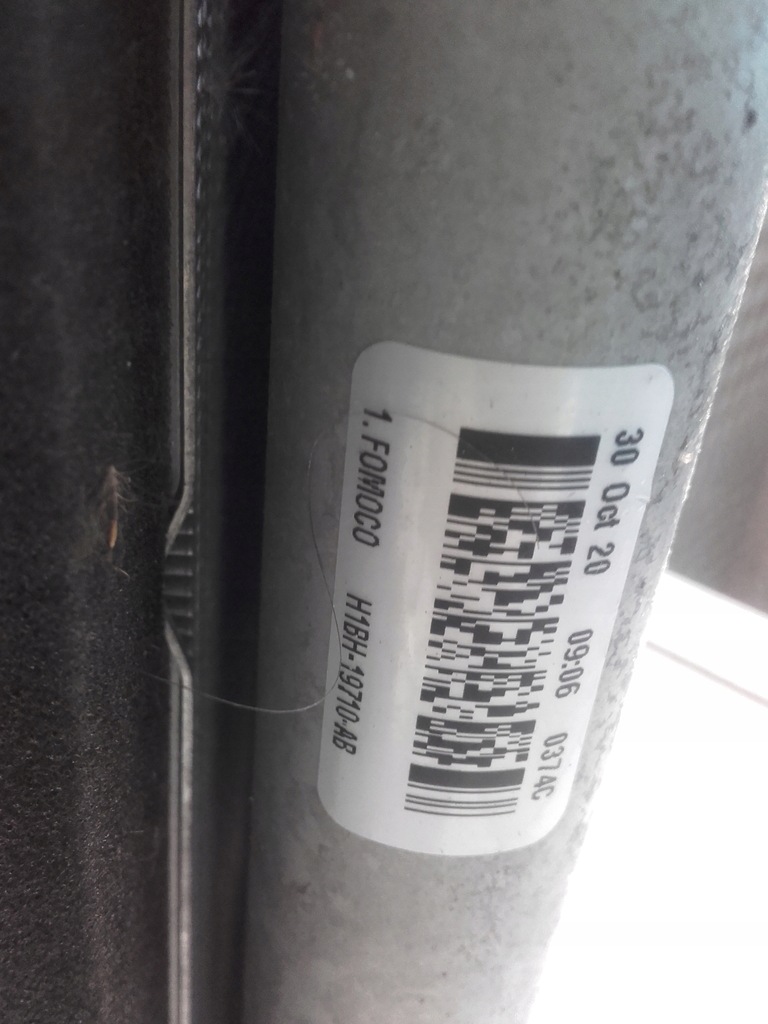 30 Oct 20 09:06 0374C
1. FOMOCO H1BH-19710-AB